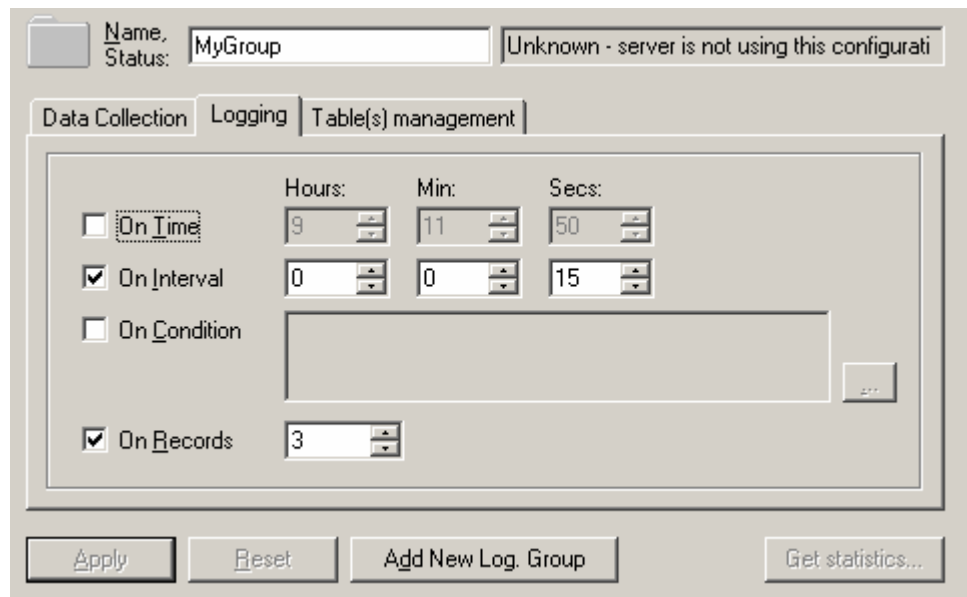 Name,
Status:
MyGroup
Unknown - server is not using this configurati
Data Collection
Logging
Table(s) management
Hours:
Min:
Secs:
On Time
9
11
50
On Interval
0
0
15
On Condition
...
On Records
3
Apply
Reset
Add New Log. Group
Get statistics...